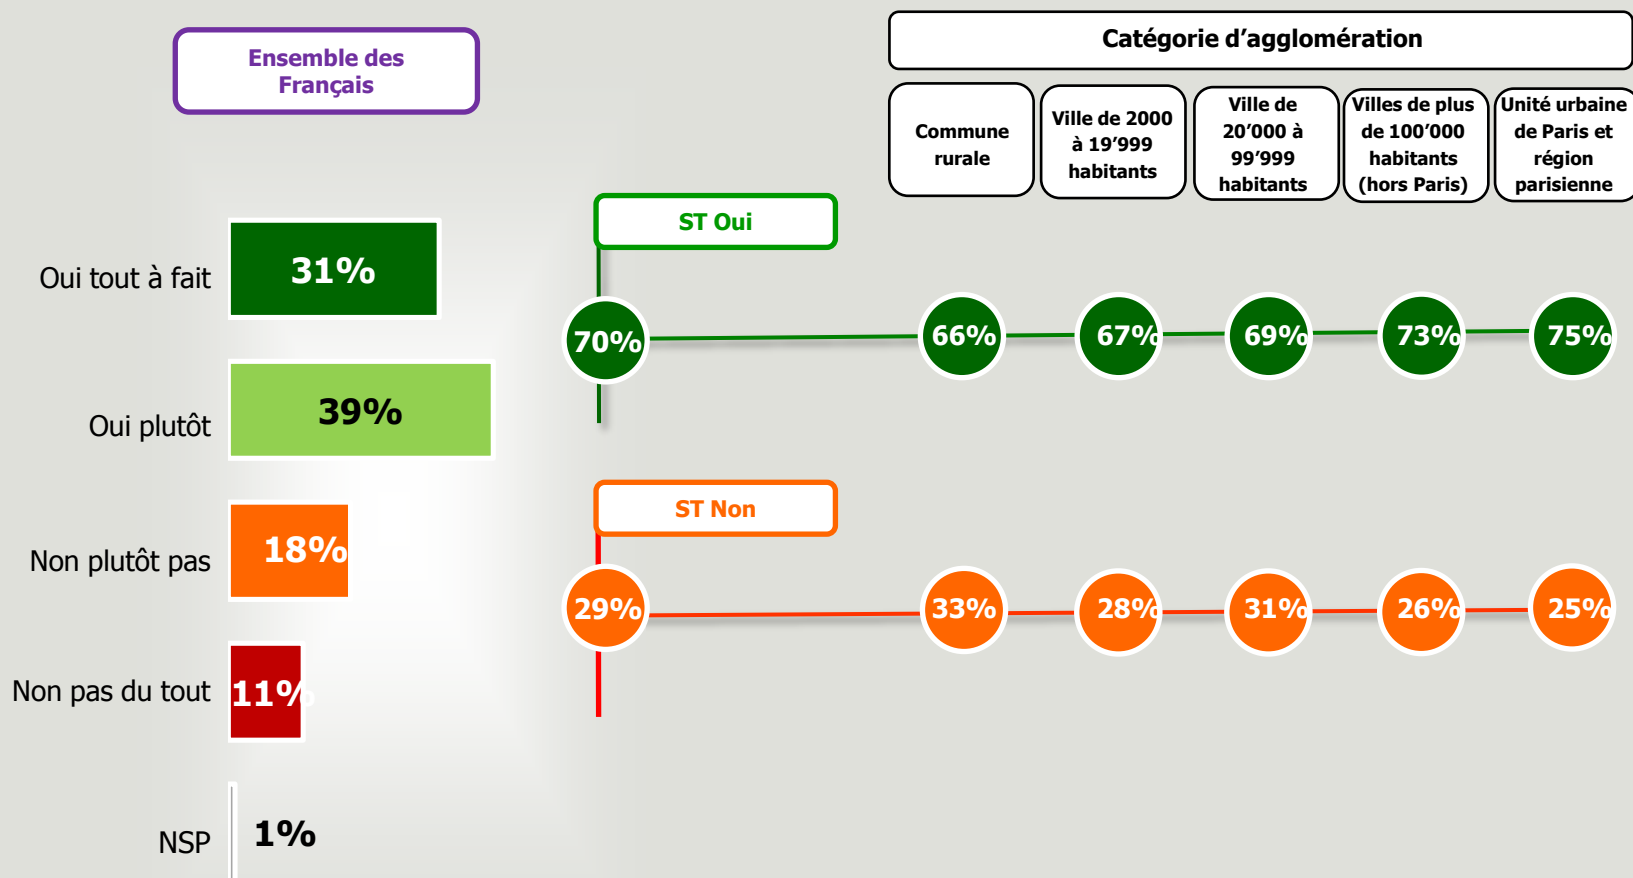 Ensemble des
Français
Catégorie d’agglomération
Commune
rurale
Ville de 2000
à 19’999
habitants
Ville de
20’000 à
99’999
habitants
Villes de plus
de 100’000
habitants
(hors Paris)
Unité urbaine
de Paris et
région
parisienne
ST Oui
Oui tout à fait
31%
70%
66%
67%
69%
73%
75%
Oui plutôt
39%
ST Non
Non plutôt pas
18%
29%
33%
28%
31%
26%
25%
Non pas du tout
11%
NSP
1%